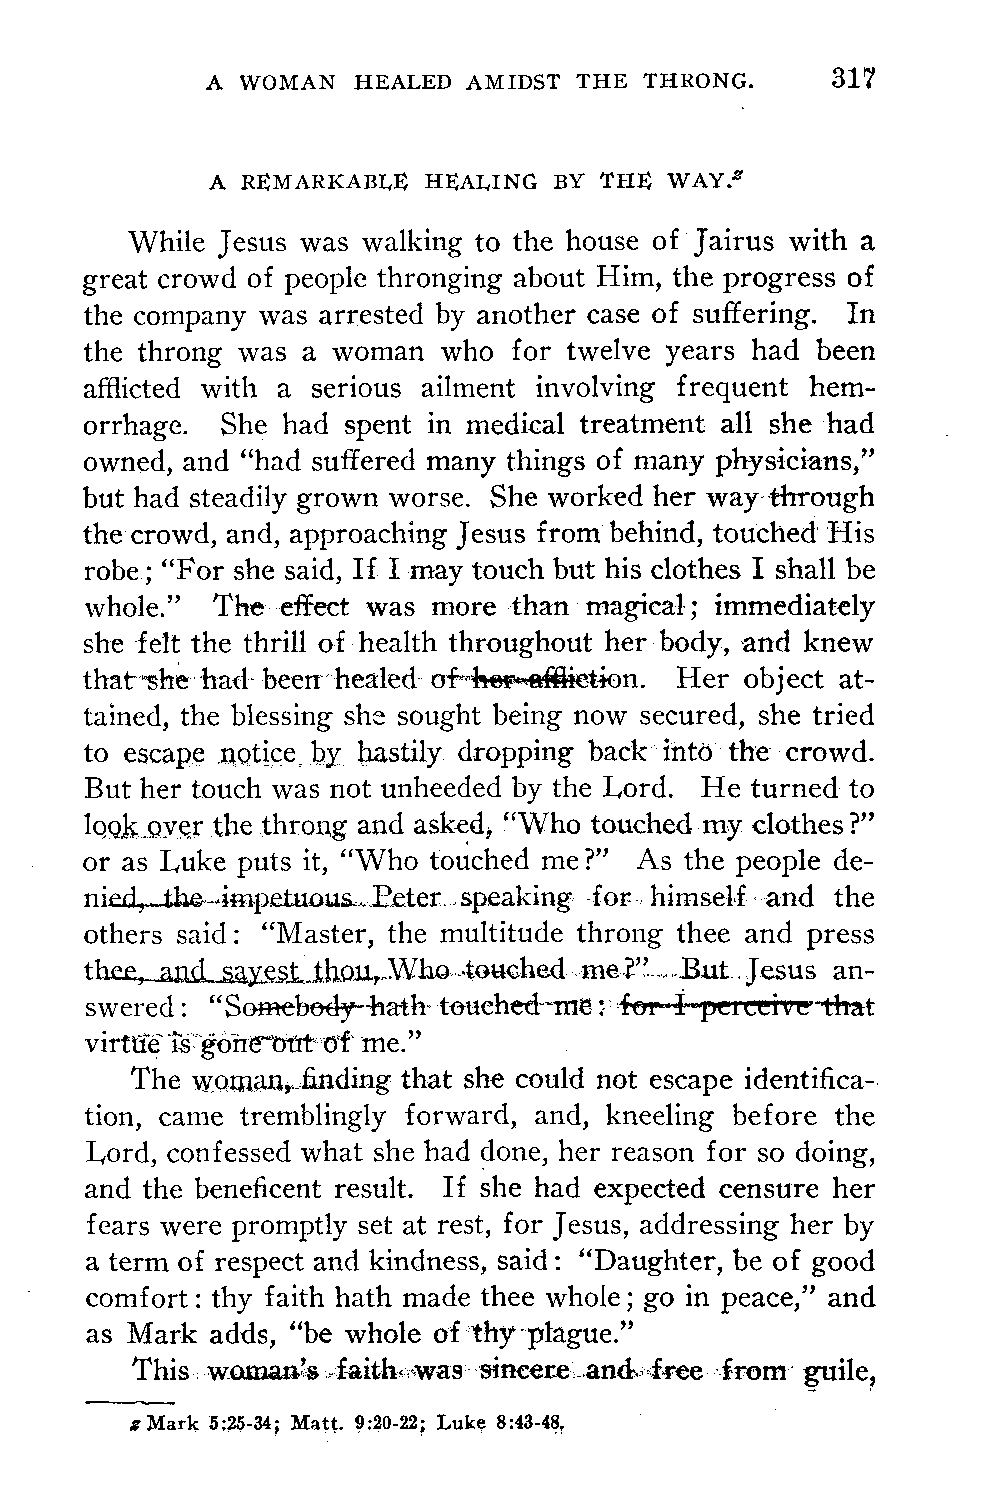 A WOMAN HEALED AMIDST THE THRONG. 317
A REMARKABLE HEALING BY THE WAY.z
While Jesus was walking to the house of Jairus with a
great crowd of people thronging about Him, the progress of
the company was arrested by another case of suffering. In
the throng was a woman who for twelve years had been
afflicted with a serious ailment involving frequent hem-
orrhage. She had spent in medical treatment all she had
owned, and “had suffered many things of many physicians,”
but had steadily grown worse. She worked her way through
the crowd, and, approaching Jesus from behind, touched His
robe; “For she said, If I may touch but his clothes I shall be
whole.” The effect was more than magical; immediately
she felt the thrill of health throughout her body, and knew
that she had been healed of her affliction. Her object at-
tained, the blessing she sought being now secured, she tried
to escape notice by hastily dropping back into the crowd.
But her touch was not unheeded by the Lord. He turned to
look over the throng and asked, “Who touched my clothes?”
or as Luke puts it, “Who touched me?” As the people de-
nied, the impetuous Peter speaking for himself and the
others said: “Master, the multitude throng thee and press
thee, and sayest thou, Who touched me?” But Jesus an-
swered: “Somebody hath touched me: for I perceive that
virtue is gone out of me.”
The woman, finding that she could not escape identifica-
tion, came tremblingly forward, and, kneeling before the
Lord, confessed what she had done, her reason for so doing,
and the beneficent result. If she had expected censure her
fears were promptly set at rest, for Jesus, addressing her by
a term of respect and kindness, said: “Daughter, be of good
comfort: thy faith hath made thee whole; go in peace,” and
as Mark adds, “be whole of thy plague.”
This woman’s faith was sincere and free from guile,
z Mark 5:25-34; Matt. 9:20-22; Luke 8:43-48.